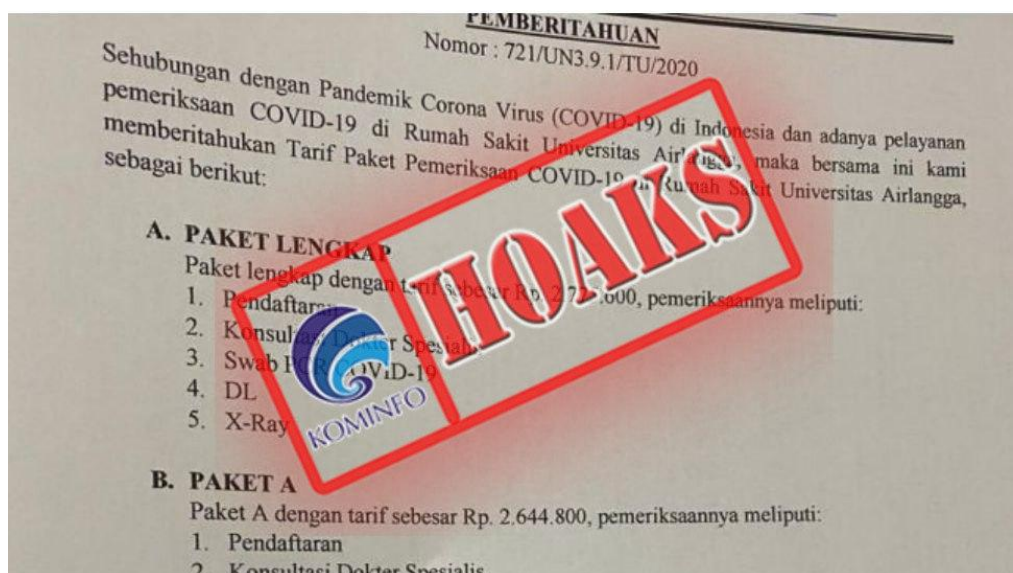 PEMBERITAHUAN
Nomor : 721/UN3.9.1/TU/2020
Sehubungan dengan Pandemik Corona Virus (COVID-19) di Indonesia dan adanya pelayanan
pemeriksaan COVID-19 di Rumah Sakit Universitas Airlangga, maka bersama ini kami
memberitahukan Tarif Paket Pemeriksaan COVID-19 di Rumah Sakit Universitas Airlangga,
sebagai berikut:
A. PAKET LENGKAP
Paket lengkap dengan tarif sebesar Rp. pemeriksaannya meliputi:
1. Pendaftaran
2. Konsultasi Dokter Spesialis
3. Swab PCR COVID-19
4. DL
5. X-Ray
HOAKS
KOMINFO
B. PAKET A
Paket A dengan tarif sebesar Rp. 2.644.800, pemeriksaannya meliputi:
1. Pendaftaran
2. Konsultasi Dokter Spesialis